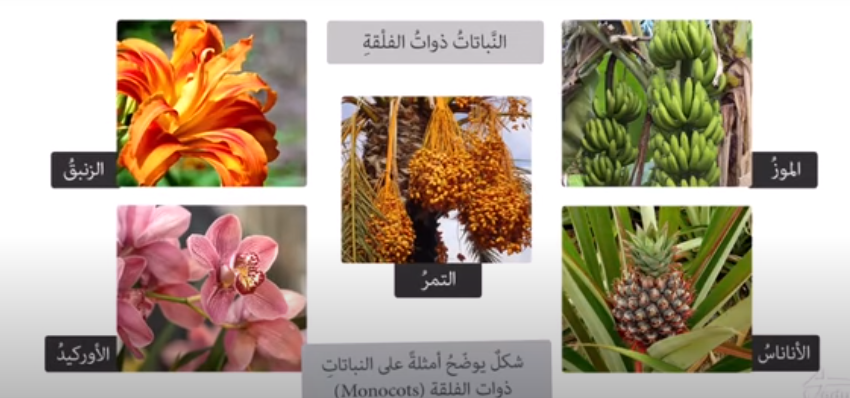 النَّباتاتُ ذواتُ الفلْقةِ
الموزُ
الزنبقُ
التمرُ
الأناناسُ
الأوركيدُ
شكلٌ يوضّحُ أمثلةً على النباتاتِ
ذواتِ الفلقة (Monocots)